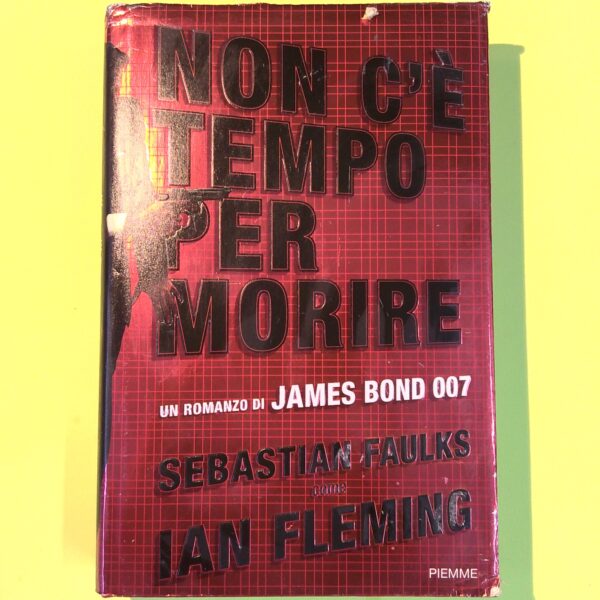 NON C'È
TEMPO
PER
MORIRE
UN ROMANZO DI JAMES BOND 007
SEBASTIAN FAULKS
come
IAN FLEMING
PIEMME